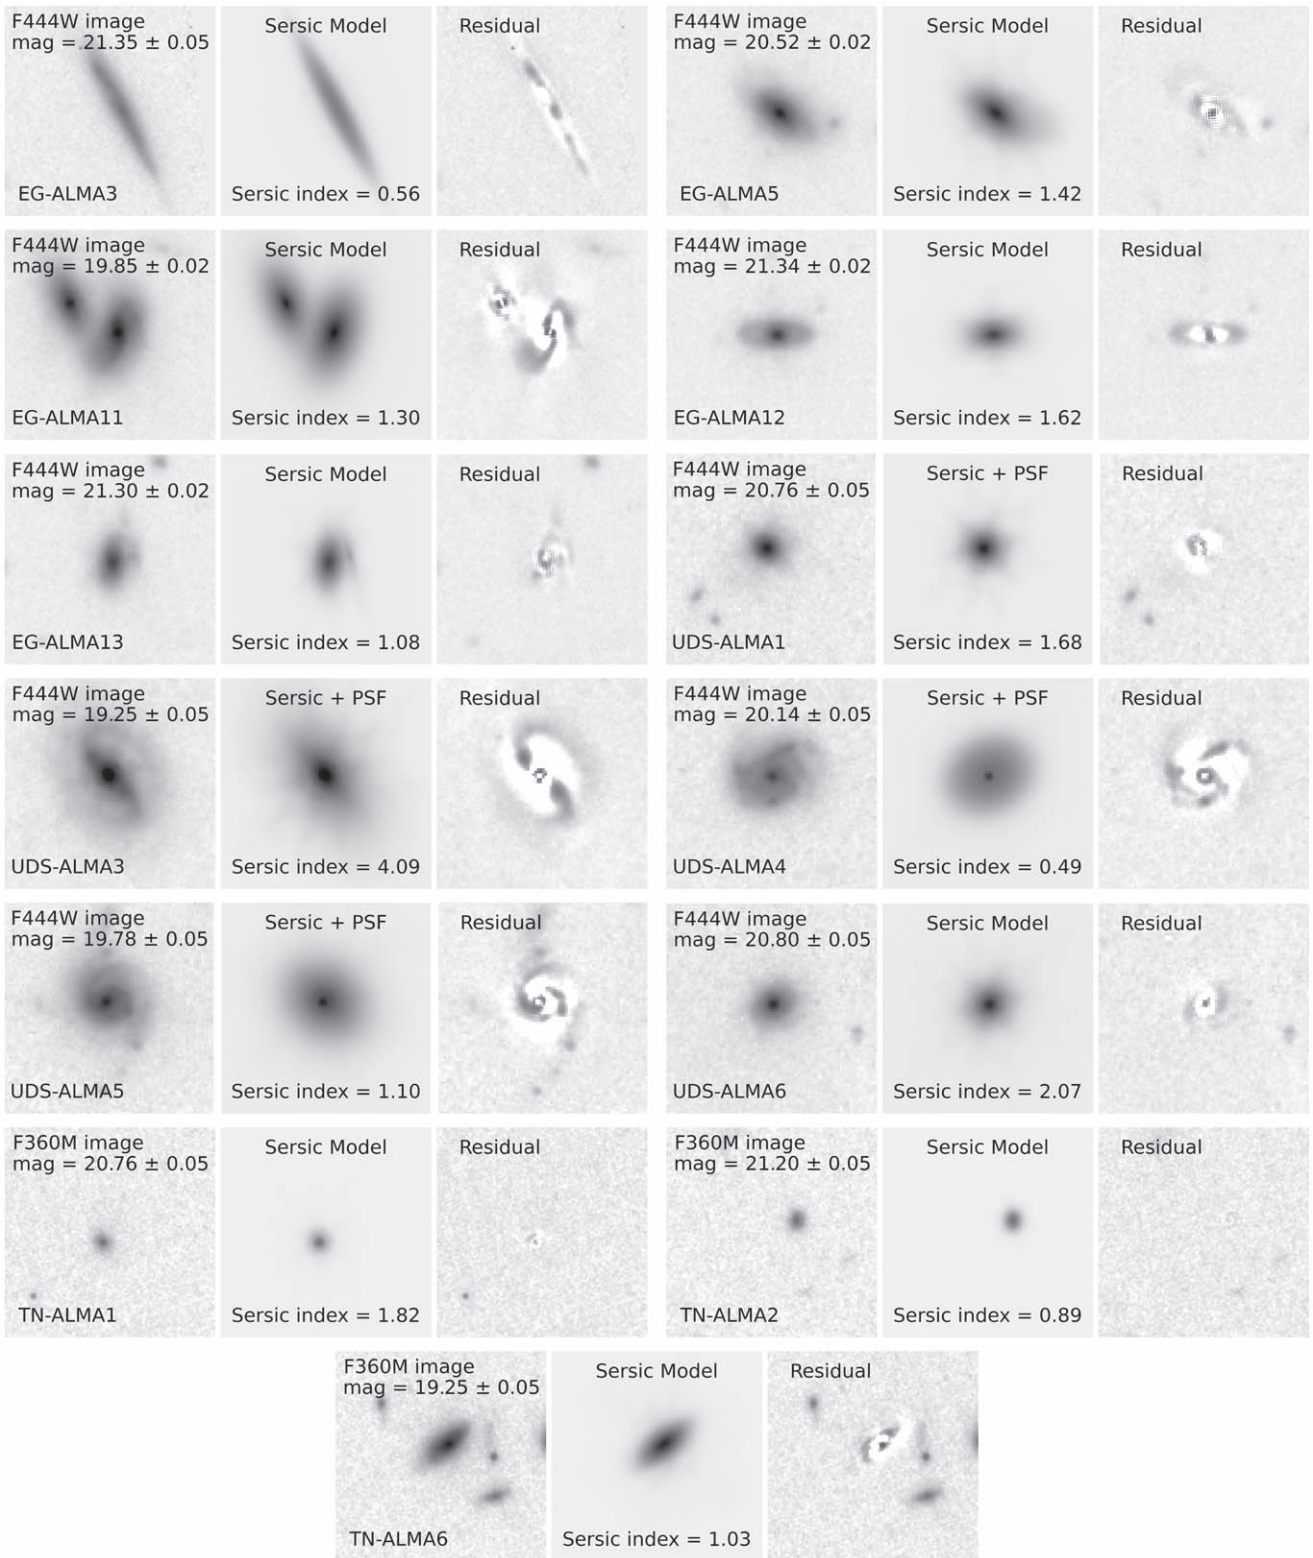 F444W image
mag = 21.35 ± 0.05
Sersic Model
Residual
EG-ALMA3
Sersic index = 0.56
F444W image
mag = 20.52 ± 0.02
Sersic Model
Residual
EG-ALMA5
Sersic index = 1.42
F444W image
mag = 19.85 ± 0.02
Sersic Model
Residual
EG-ALMA11
Sersic index = 1.30
F444W image
mag = 21.34 ± 0.02
Sersic Model
Residual
EG-ALMA12
Sersic index = 1.62
F444W image
mag = 21.30 ± 0.02
Sersic Model
Residual
EG-ALMA13
Sersic index = 1.08
F444W image
mag = 20.76 ± 0.05
Sersic + PSF
Residual
UDS-ALMA1
Sersic index = 1.68
F444W image
mag = 19.25 ± 0.05
Sersic + PSF
Residual
UDS-ALMA3
Sersic index = 4.09
F444W image
mag = 20.14 ± 0.05
Sersic + PSF
Residual
UDS-ALMA4
Sersic index = 0.49
F444W image
mag = 19.78 ± 0.05
Sersic + PSF
Residual
UDS-ALMA5
Sersic index = 1.10
F444W image
mag = 20.80 ± 0.05
Sersic Model
Residual
UDS-ALMA6
Sersic index = 2.07
F360M image
mag = 20.76 ± 0.05
Sersic Model
Residual
TN-ALMA1
Sersic index = 1.82
F360M image
mag = 21.20 ± 0.05
Sersic Model
Residual
TN-ALMA2
Sersic index = 0.89
F360M image
mag = 19.25 ± 0.05
Sersic Model
Residual
TN-ALMA6
Sersic index = 1.03